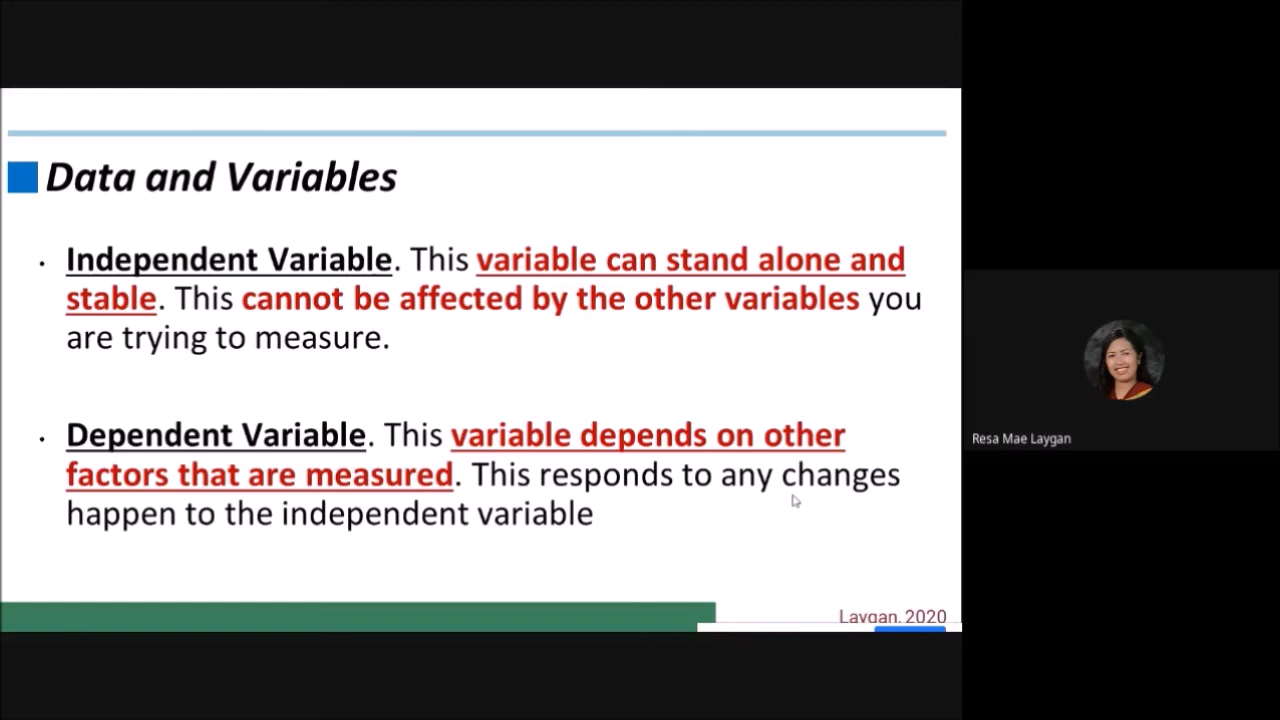 Data and Variables
. Independent Variable. This variable can stand alone and
stable. This cannot be affected by the other variables you
are trying to measure.
. Dependent Variable. This variable depends on other
factors that are measured. This responds to any changes
happen to the independent variable
Laygan, 2020
Resa Mae Laygan